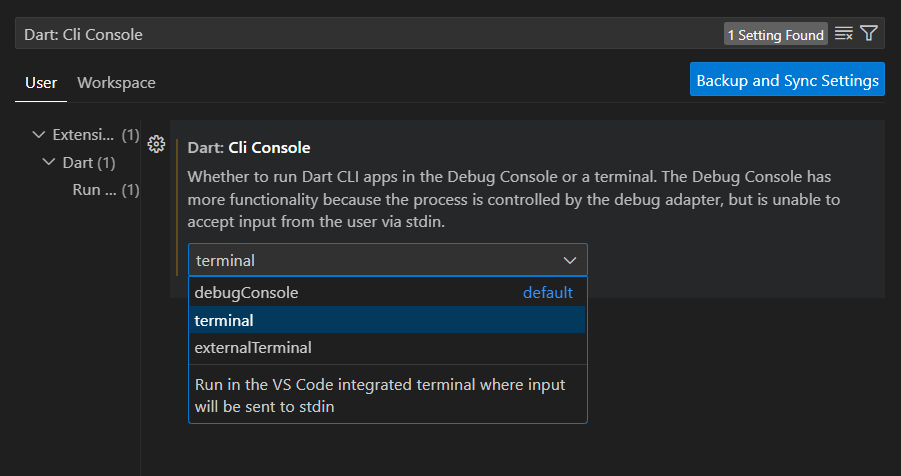 Dart: Cli Console
1 Setting Found
User
Workspace
Backup and Sync Settings
Extensi... (1)
Dart (1)
Run ... (1)
Dart: Cli Console
Whether to run Dart CLI apps in the Debug Console or a terminal. The Debug Console has
more functionality because the process is controlled by the debug adapter, but is unable to
accept input from the user via stdin.
terminal
debugConsole default
terminal
externalTerminal
Run in the VS Code integrated terminal where input
will be sent to stdin